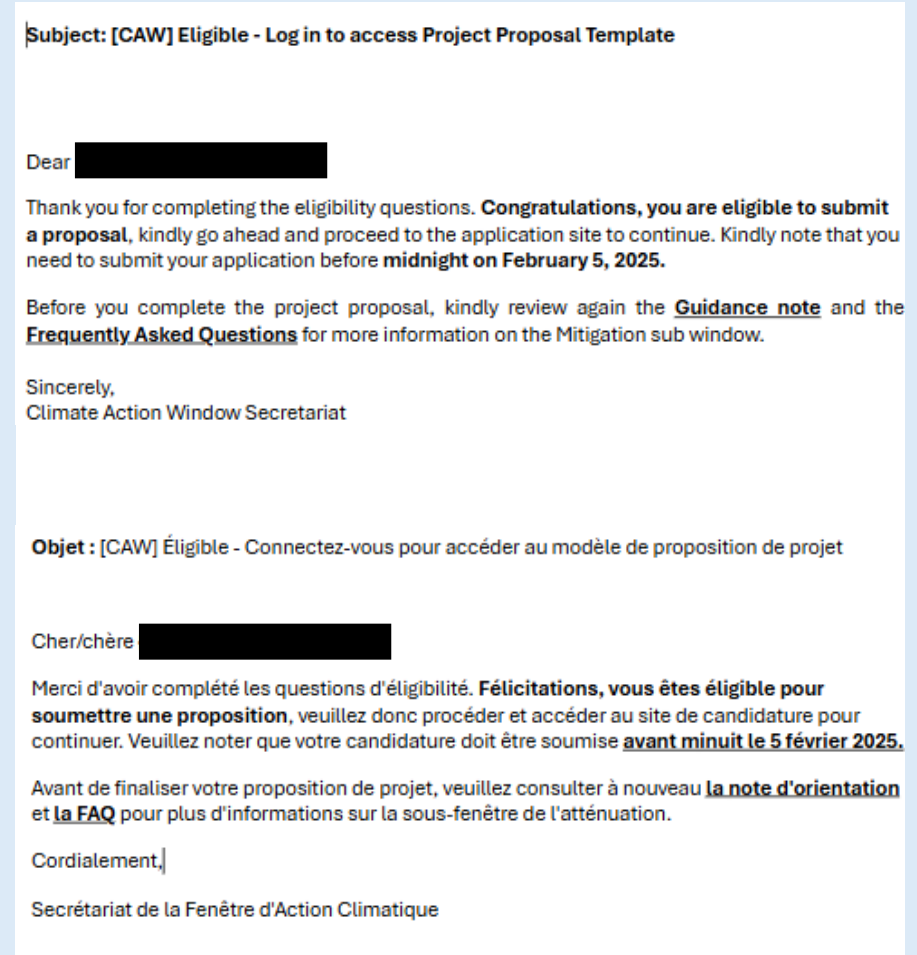 Subject: [CAW] Eligible - Log in to access Project Proposal Template
Dear
Thank you for completing the eligibility questions. Congratulations, you are eligible to submit
a proposal, kindly go ahead and proceed to the application site to continue. Kindly note that you
need to submit your application before midnight on February 5, 2025.
Before you complete the project proposal, kindly review again the Guidance note and the
Frequently Asked Questions for more information on the Mitigation sub window.
Sincerely,
Climate Action Window Secretariat
Objet : [CAW] Éligible - Connectez-vous pour accéder au modèle de proposition de projet
Cher/chère
Merci d'avoir complété les questions d'éligibilité. Félicitations, vous êtes éligible pour
soumettre une proposition, veuillez donc procéder et accéder au site de candidature pour
continuer. Veuillez noter que votre candidature doit être soumise avant minuit le 5 février 2025.
Avant de finaliser votre proposition de projet, veuillez consulter à nouveau la note d'orientation
et la FAQ pour plus d'informations sur la sous-fenêtre de l'atténuation.
Cordialement,
Secrétariat de la Fenêtre d'Action Climatique